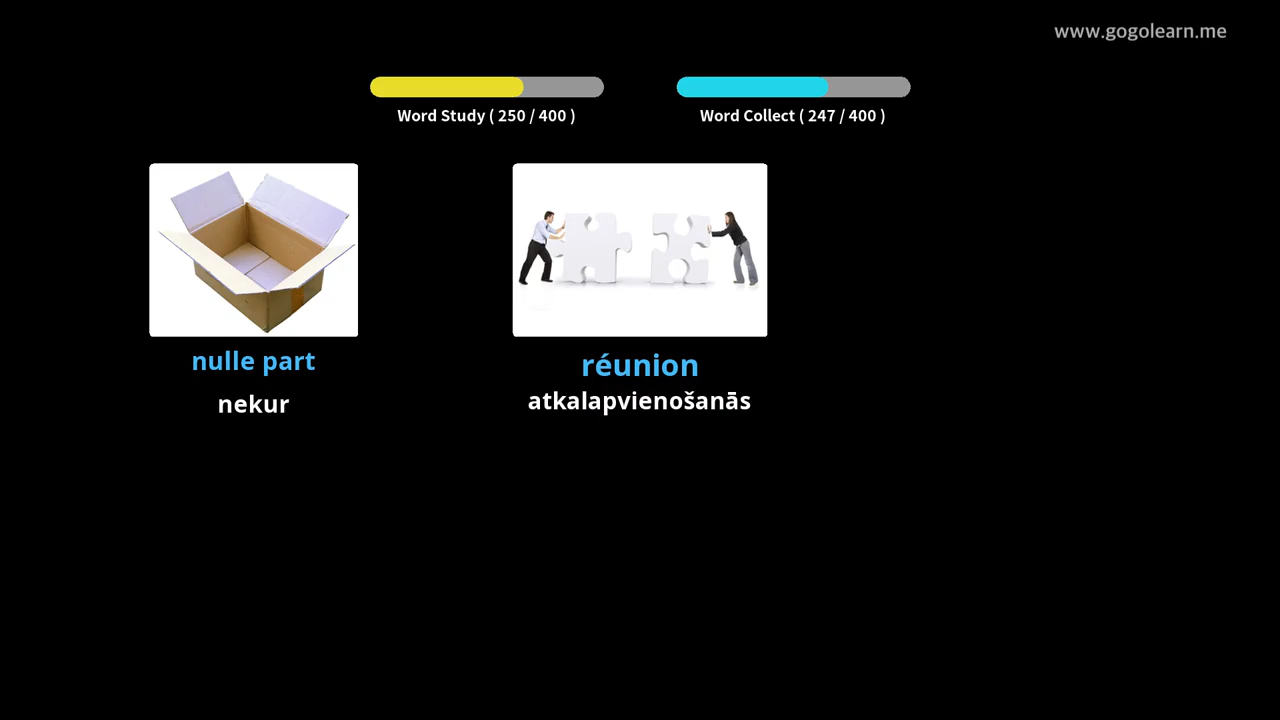 www.gogolearn.me
Word Study ( 250 / 400 )
Word Collect ( 247 / 400 )
nulle part
nekur
réunion
atkalapvienošanās